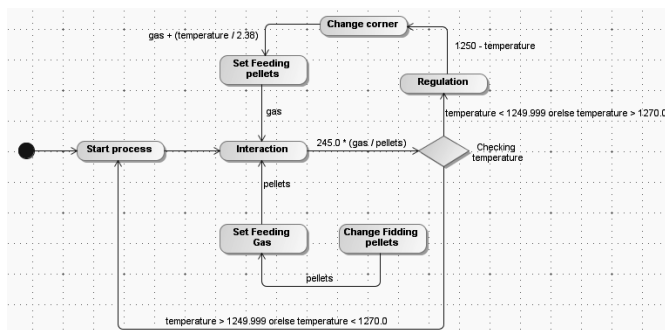 Change corner
gas + (temperature / 2.38)
1250 - temperature
Set Feeding
pellets
Regulation
gas
temperature < 1249.999 orelse temperature > 1270.0
Start process
Interaction
245.0 * (gas / pellets)
Checking
temperature
pellets
Set Feeding
Gas
Change Fidding
pellets
pellets
temperature > 1249.999 orelse temperature < 1270.0